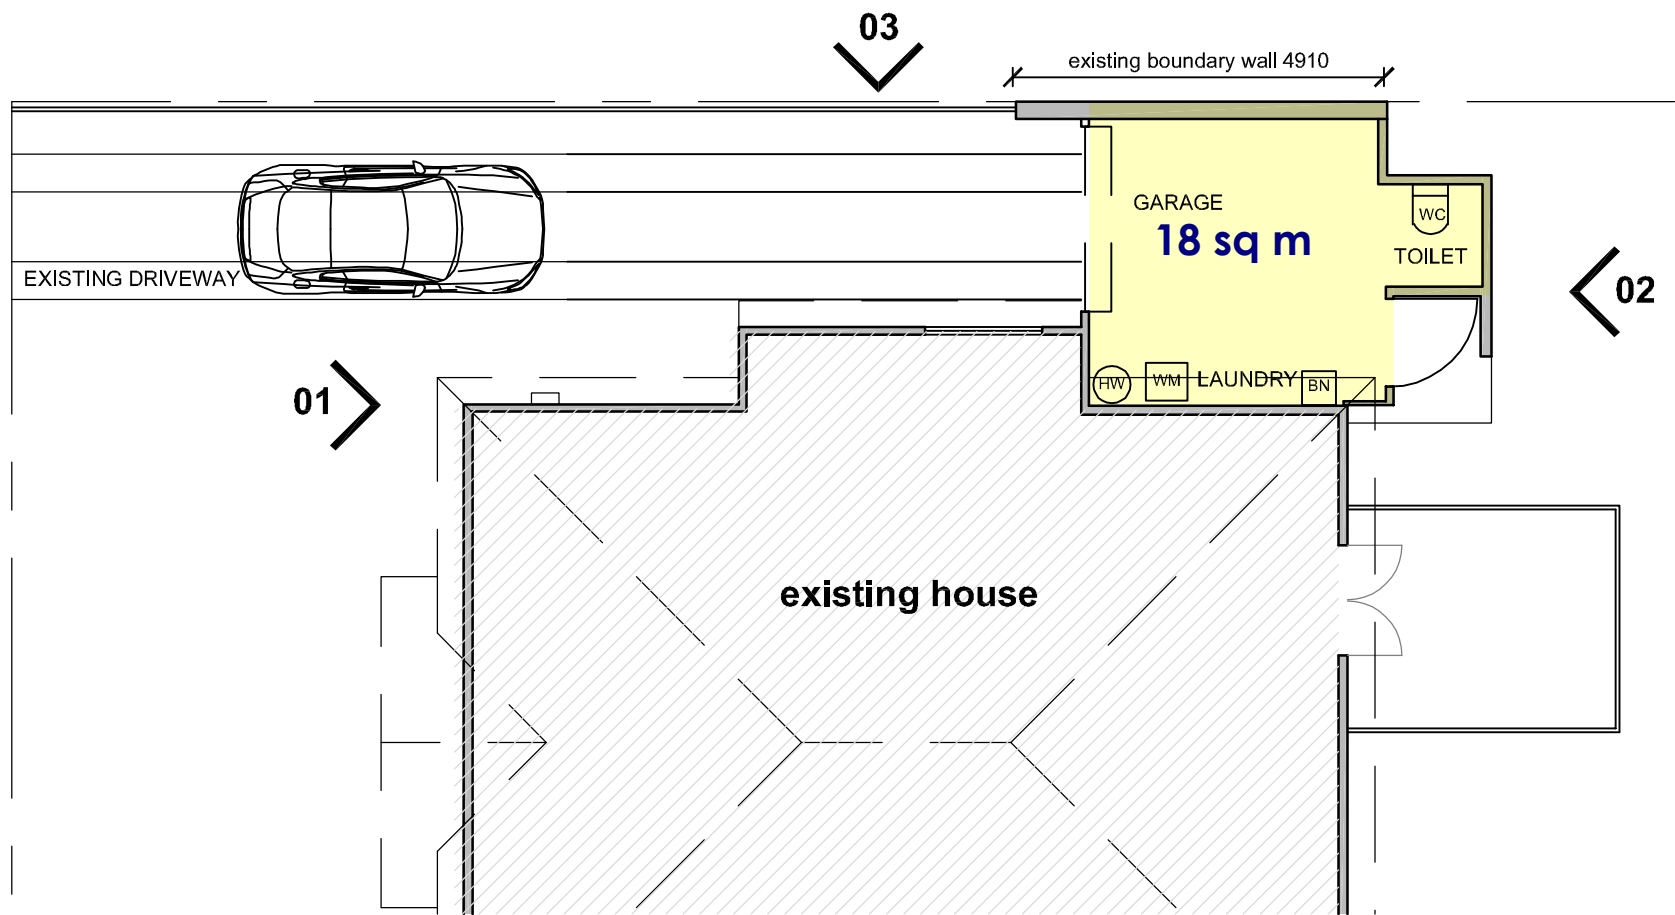 03
existing boundary wall 4910
GARAGE
18 sq m
WC
TOILET
EXISTING DRIVEWAY
02
01
HW
WM
LAUNDRY
BN
existing house